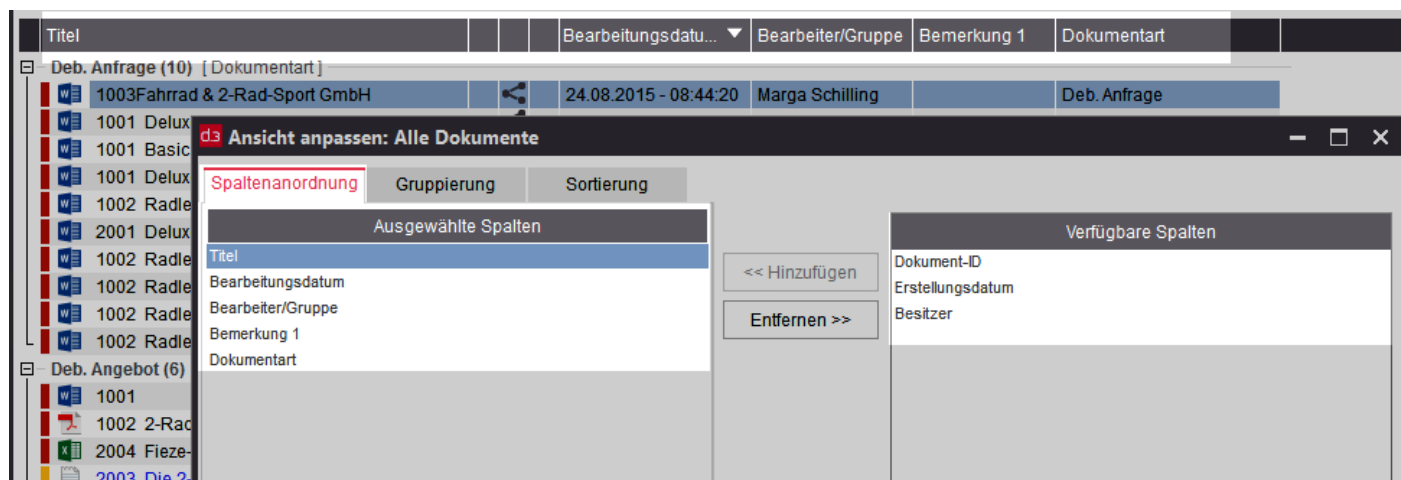 Titel Bearbeitungsdatu... Bearbeiter/Gruppe Bemerkung 1 Dokumentart
Deb. Anfrage (10) [ Dokumentart ]
1003Fahrrad & 2-Rad-Sport GmbH 24.08.2015 - 08:44:20 Marga Schilling Deb. Anfrage
1001 Delux
1001 Basic
1001 Delux
1002 Radle
2001 Delux
1002 Radle
1002 Radle
1002 Radle
1002 Radle
Deb. Angebot (6)
1001
1002 2-Rad
2004 Fieze-
2003 Die 2-
d3 Ansicht anpassen: Alle Dokumente
Spaltenanordnung Gruppierung Sortierung
Ausgewählte Spalten
Titel
Bearbeitungsdatum
Bearbeiter/Gruppe
Bemerkung 1
Dokumentart
<< Hinzufügen
Entfernen >>
Verfügbare Spalten
Dokument-ID
Erstellungsdatum
Besitzer